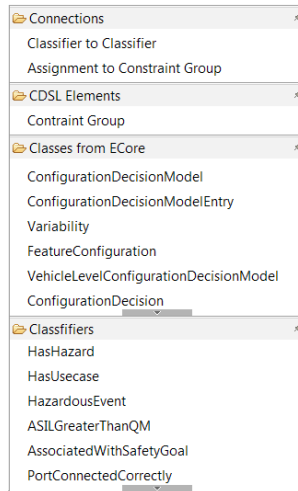 Connections
Classifier to Classifier
Assignment to Constraint Group
CDSL Elements
Contraint Group
Classes from ECore
ConfigurationDecisionModel
ConfigurationDecisionModelEntry
Variability
FeatureConfiguration
VehicleLevelConfigurationDecisionModel
ConfigurationDecision
Classfifiers
HasHazard
HasUsecase
HazardousEvent
ASILGreaterThanQM
AssociatedWithSafetyGoal
PortConnectedCorrectly